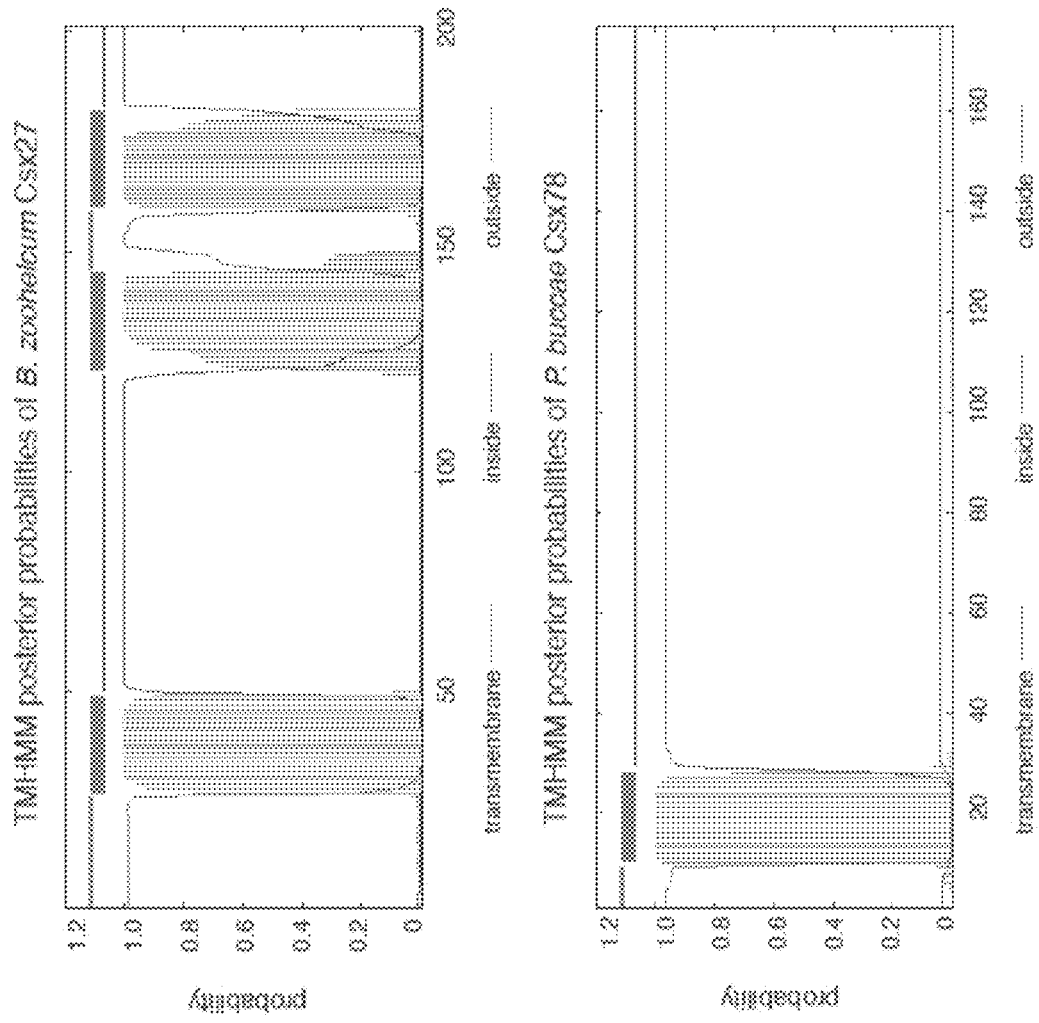 TMHMM posterior probabilities of B. zoohelcum Csx27
1.2
1.0
0.8
0.6
0.4
0.2
0
probability
50
100
150
200
transmembrane
inside
outside
TMHMM posterior probabilities of P. buccae Csx78
1.2
1.0
0.8
0.6
0.4
0.2
0
probability
20
40
60
80
100
120
140
160
transmembrane
inside
outside